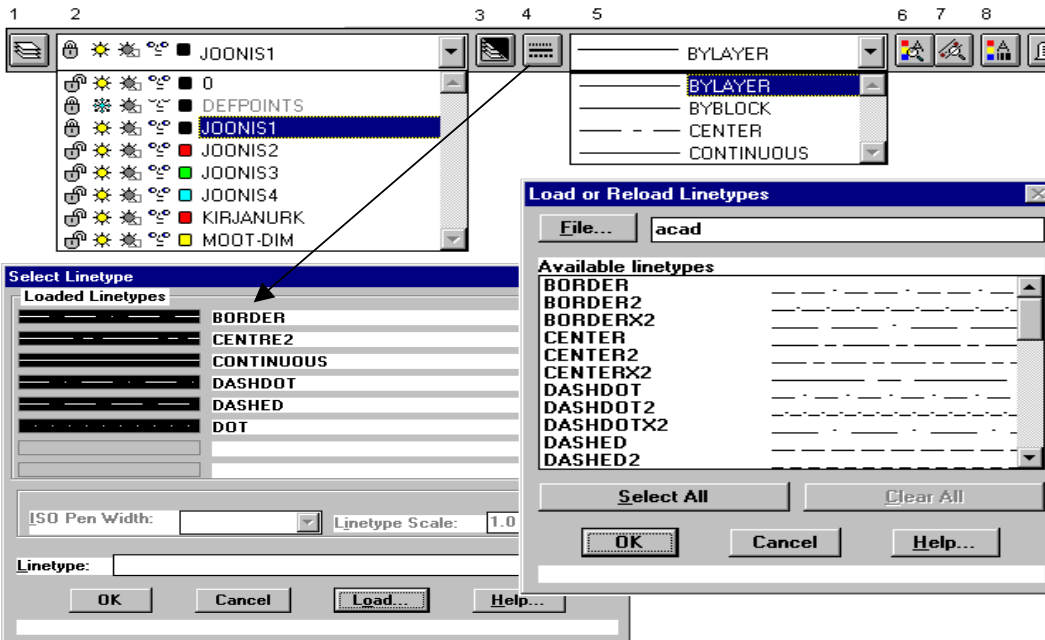 1 2 3 4 5 6 7 8
JOONIS1
BYLAYER
0
DEFPOINTS
JOONIS1
JOONIS2
JOONIS3
JOONIS4
KIRJANURK
MOOT-DIM
BYLAYER
BYBLOCK
CENTER
CONTINUOUS
Select Linetype
Loaded Linetypes
BORDER
CENTRE2
CONTINUOUS
DASHDOT
DASHED
DOT
ISO Pen Width:
Linetype Scale: 1.0
Linetype:
OK Cancel Load... Help...
Load or Reload Linetypes
File... acad
Available linetypes
BORDER
BORDER2
BORDERX2
CENTER
CENTER2
CENTERX2
DASHDOT
DASHDOT2
DASHDOTX2
DASHED
DASHED2
Select All Clear All
OK Cancel Help...